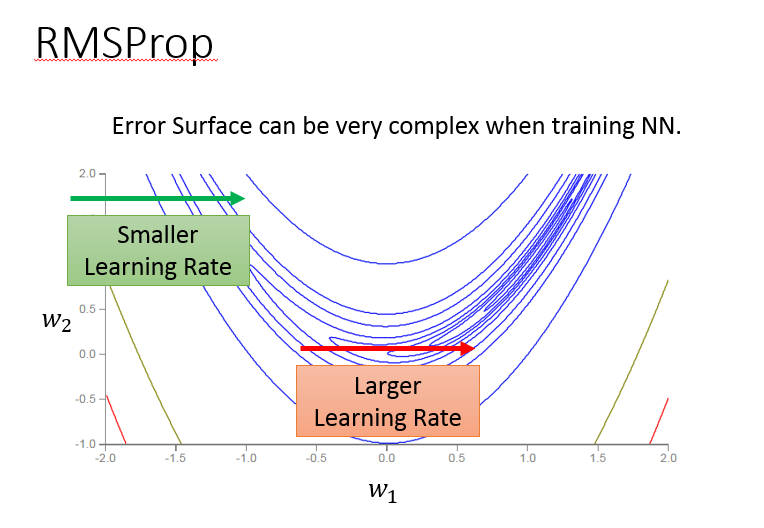 RMSProp
Error Surface can be very complex when training NN.
2.0
Smaller
Learning Rate
w₂
0.5
0.0
-0.5
-1.0
Larger
Learning Rate
-2.0 -1.5 -1.0 -0.5 0.0 0.5 1.0 1.5 2.0
w₁